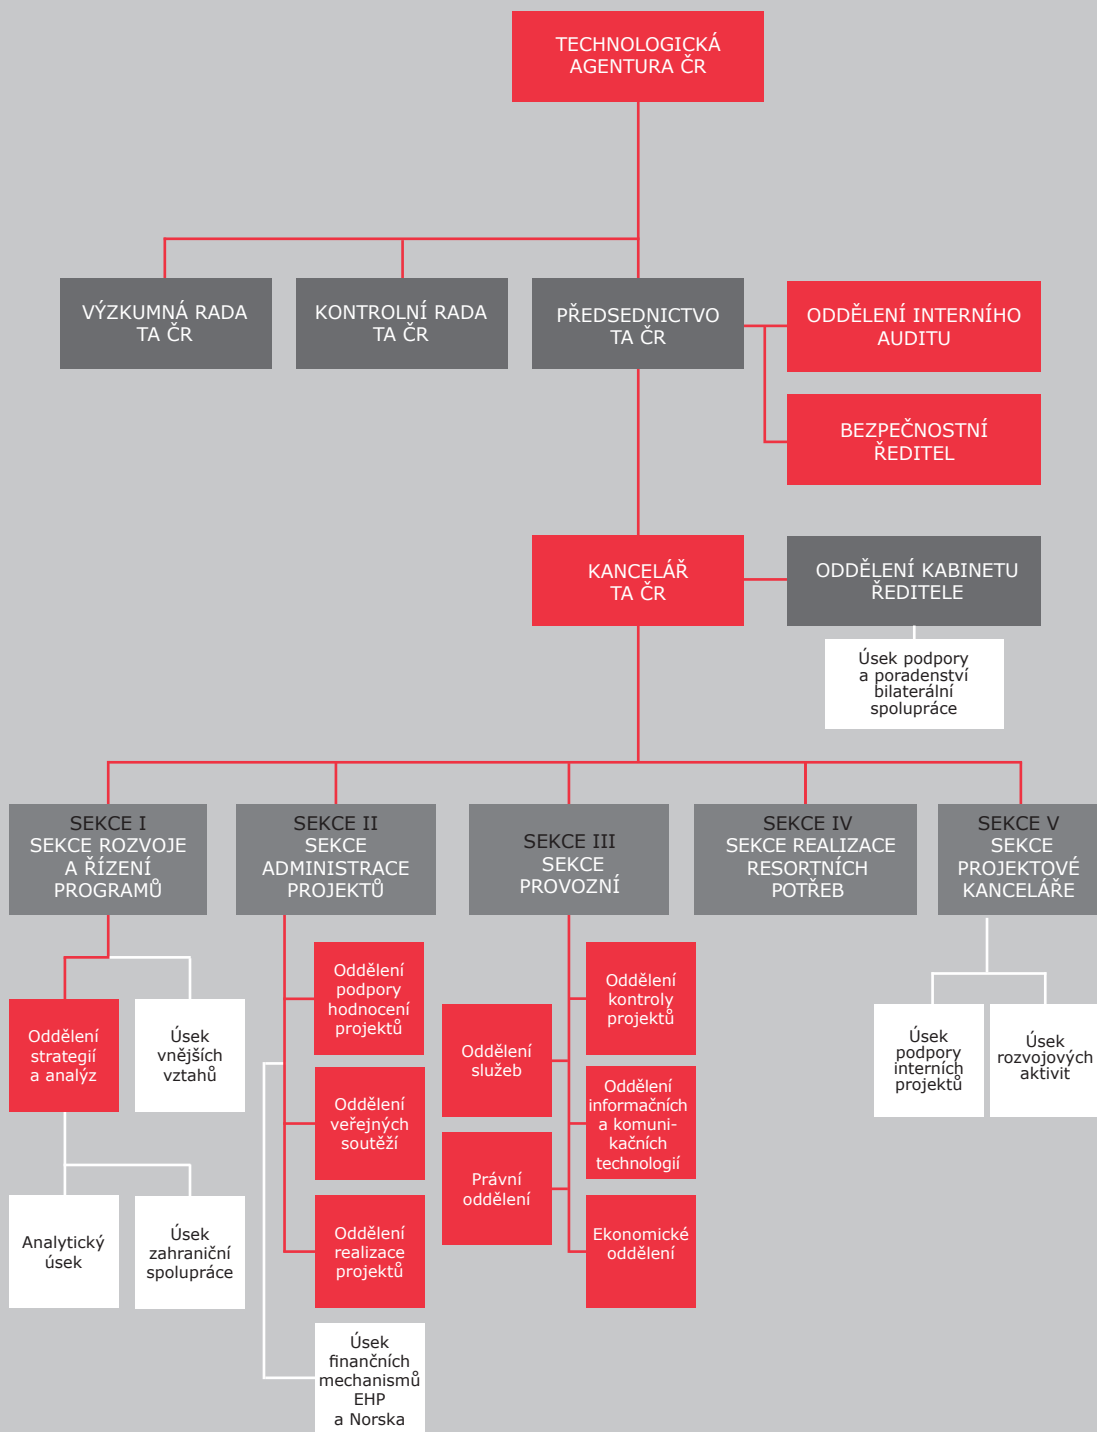 TECHNOLOGICKÁ
AGENTURA ČR
VÝZKUMNÁ RADA
TA ČR
KONTROLNÍ RADA
TA ČR
PŘEDSEDNICTVO
TA ČR
ODDĚLENÍ INTERNÍHO
AUDITU
BEZPEČNOSTNÍ
ŘEDITEL
KANCELÁŘ
TA ČR
ODDĚLENÍ KABINETU
ŘEDITELE
Úsek podpory
a poradenství
bilaterální
spolupráce
SEKCE I
SEKCE ROZVOJE
A ŘÍZENÍ
PROGRAMŮ
SEKCE II
SEKCE
ADMINISTRACE
PROJEKTŮ
SEKCE III
SEKCE
PROVOZNÍ
SEKCE IV
SEKCE REALIZACE
RESORTNÍCH
POTŘEB
SEKCE V
SEKCE
PROJEKTOVÉ
KANCELÁŘE
Oddělení
strategií
a analýz
Úsek
vnějších
vztahů
Analytický
úsek
Úsek
zahraniční
spolupráce
Oddělení
podpory
hodnocení
projektů
Oddělení
veřejných
soutěží
Oddělení
realizace
projektů
Úsek
finančních
mechanismů
EHP
a Norska
Oddělení
služeb
Právní
oddělení
Oddělení
kontroly
projektů
Oddělení
informačních
a komuni-
kačních
technologií
Ekonomické
oddělení
Úsek
podpory
interních
projektů
Úsek
rozvojových
aktivit